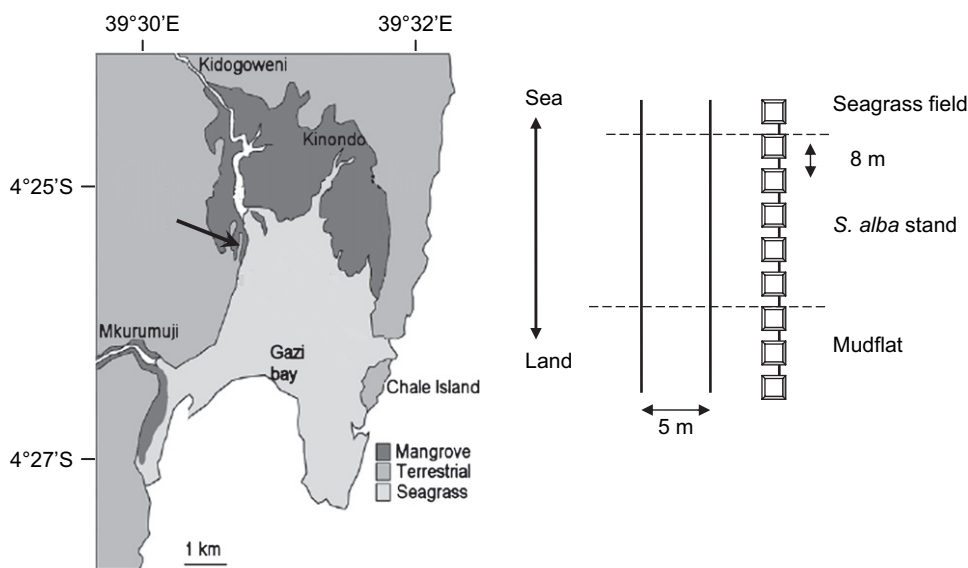 39°30’E
39°32’E
Kidogoweni
Kinondo
4°25’S
Mkurumuji
Gazi
bay
Chale Island
4°27’S
Mangrove
Terrestrial
Seagrass
1 km
Sea
Land
5 m
Seagrass field
8 m
S. alba stand
Mudflat